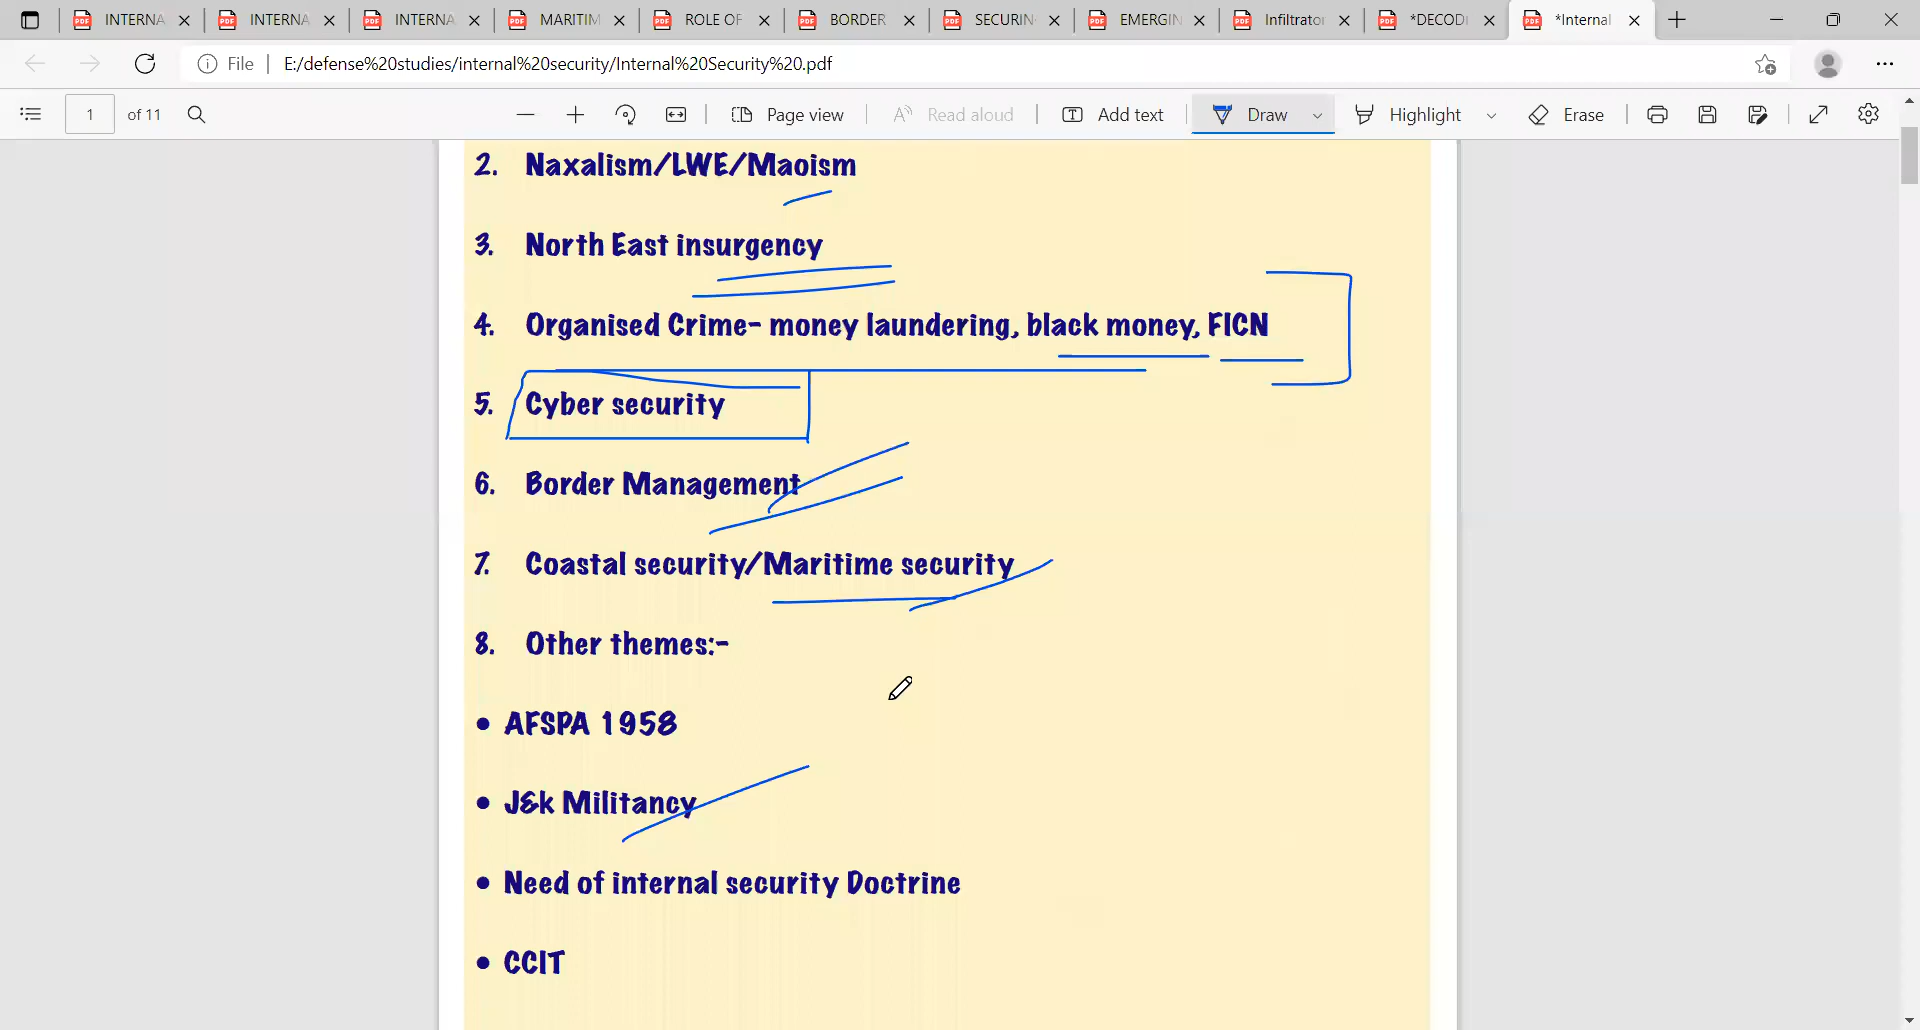 INTERNA
INTERNA
INTERNA
MARITIM
ROLE OF
BORDER
SECURIN
EMERGIN
Infiltrator
*DECODI
*Internal
File
E:/defense%20studies/internal%20security/Internal%20Security%20.pdf
1 of 11
Page view
Read aloud
Add text
Draw
Highlight
Erase
2. Naxalism/LWE/Maoism
3. North East insurgency
4. Organised Crime- money laundering, black money, FICN
5. Cyber security
6. Border Management
7. Coastal security/Maritime security
8. Other themes:-
• AFSPA 1958
• J&k Militancy
• Need of internal security Doctrine
• CCIT